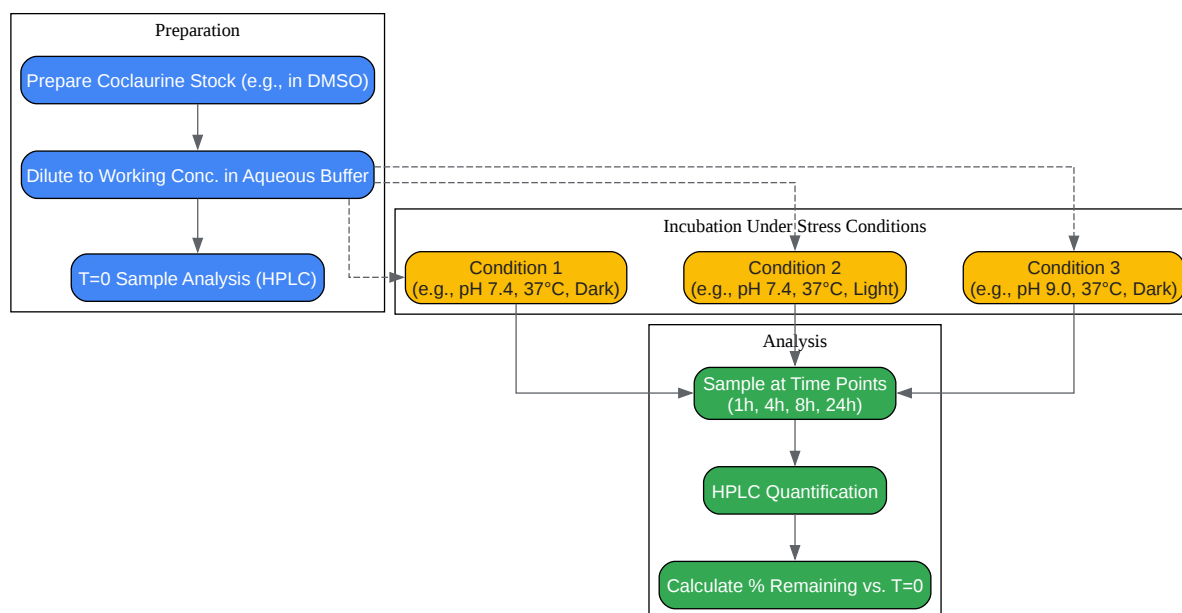 Preparation
Prepare Coclaurine Stock (e.g., in DMSO)
Dilute to Working Conc. in Aqueous Buffer
T=0 Sample Analysis (HPLC)
Incubation Under Stress Conditions
Condition 1
(e.g., pH 7.4, 37°C, Dark)
Condition 2
(e.g., pH 7.4, 37°C, Light)
Condition 3
(e.g., pH 9.0, 37°C, Dark)
Analysis
Sample at Time Points
(1h, 4h, 8h, 24h)
HPLC Quantification
Calculate % Remaining vs. T=0